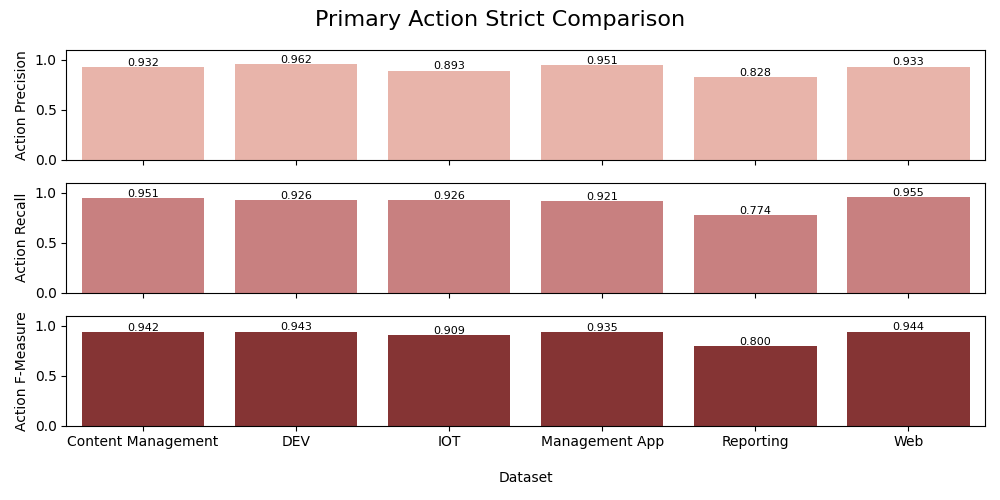 Primary Action Strict Comparison
Action Precision
1.0
0.5
0.0
0.932 0.962 0.893 0.951 0.828 0.933
Action Recall
1.0
0.5
0.0
0.951 0.926 0.926 0.921 0.774 0.955
Action F-Measure
1.0
0.5
0.0
0.942 0.943 0.909 0.935 0.800 0.944
Content Management DEV IOT Management App Reporting Web
Dataset